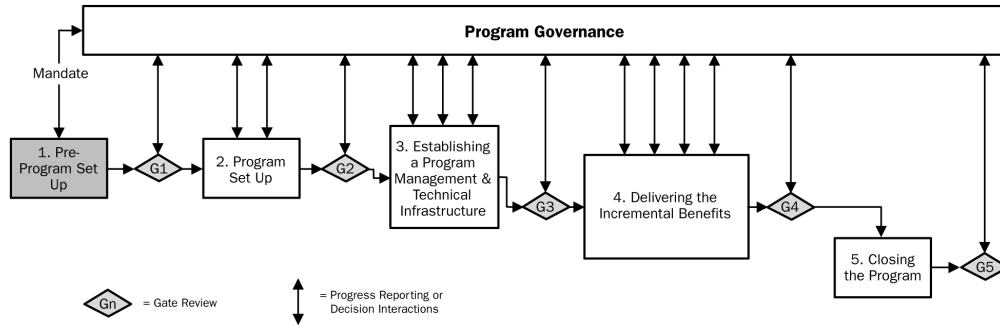 Program Governance
Mandate
1. Pre-
Program Set
Up
G1
2. Program
Set Up
G2
3. Establishing
a Program
Management &
Technical
Infrastructure
G3
4. Delivering the
Incremental Benefits
G4
5. Closing
the Program
G5
Gn
= Gate Review
= Progress Reporting or
Decision Interactions